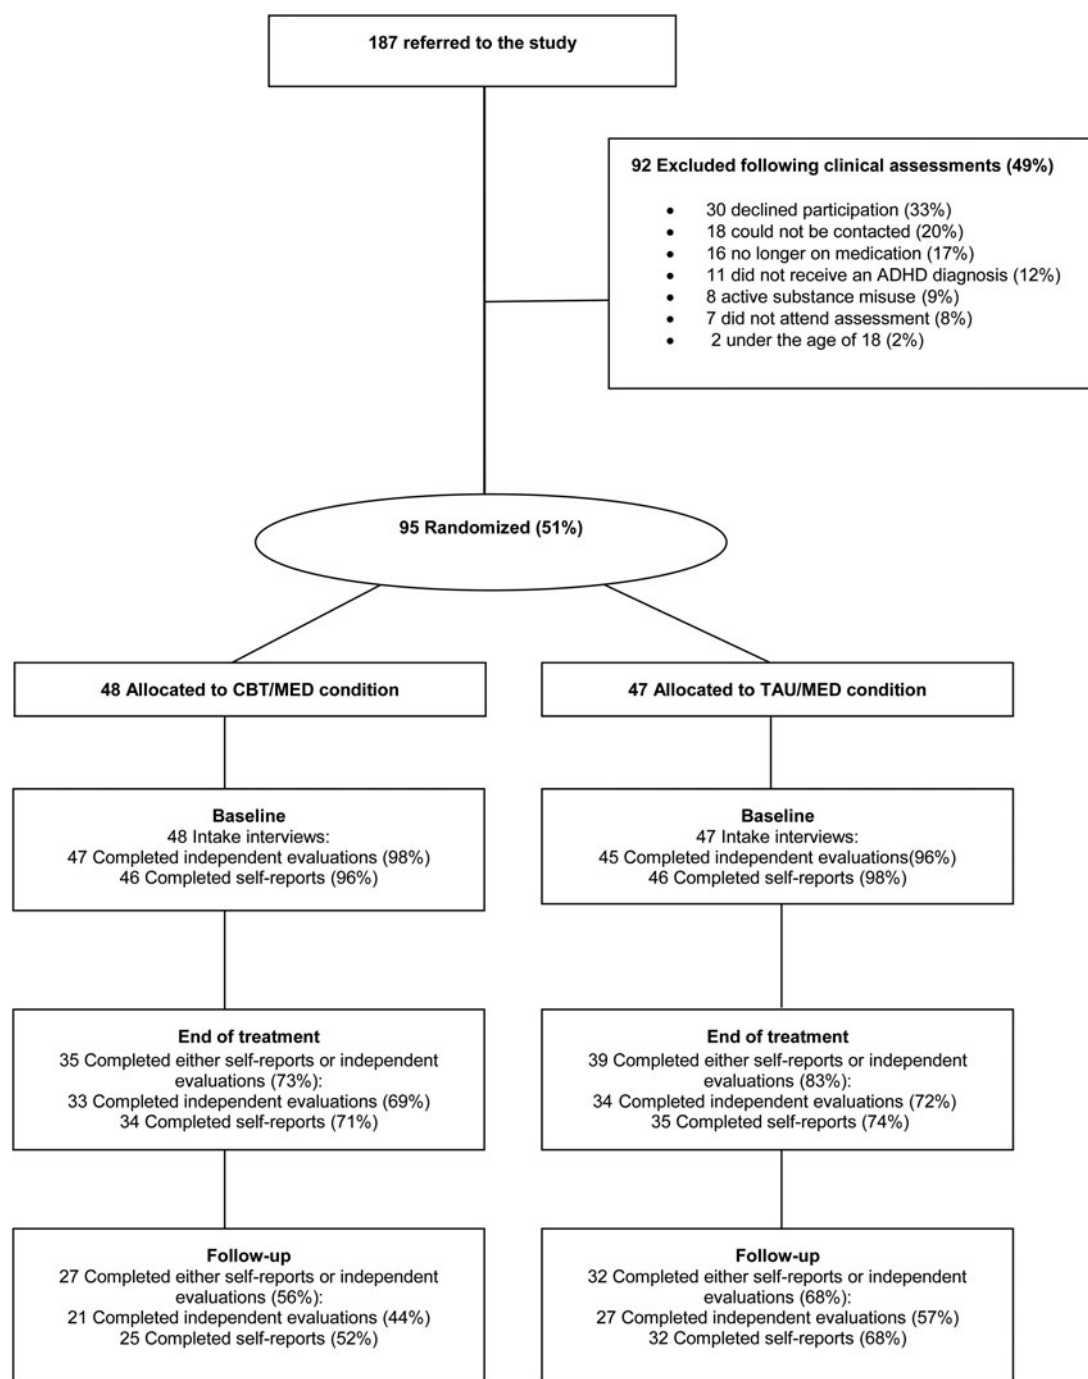 187 referred to the study
92 Excluded following clinical assessments (49%)
• 30 declined participation (33%)
• 18 could not be contacted (20%)
• 16 no longer on medication (17%)
• 11 did not receive an ADHD diagnosis (12%)
• 8 active substance misuse (9%)
• 7 did not attend assessment (8%)
• 2 under the age of 18 (2%)
95 Randomized (51%)
48 Allocated to CBT/MED condition
47 Allocated to TAU/MED condition
Baseline
48 Intake interviews:
47 Completed independent evaluations (98%)
46 Completed self-reports (96%)
Baseline
47 Intake interviews:
45 Completed independent evaluations(96%)
46 Completed self-reports (98%)
End of treatment
35 Completed either self-reports or independent
evaluations (73%):
33 Completed independent evaluations (69%)
34 Completed self-reports (71%)
End of treatment
39 Completed either self-reports or independent
evaluations (83%):
34 Completed independent evaluations (72%)
35 Completed self-reports (74%)
Follow-up
27 Completed either self-reports or independent
evaluations (56%):
21 Completed independent evaluations (44%)
25 Completed self-reports (52%)
Follow-up
32 Completed either self-reports or independent
evaluations (68%):
27 Completed independent evaluations (57%)
32 Completed self-reports (68%)